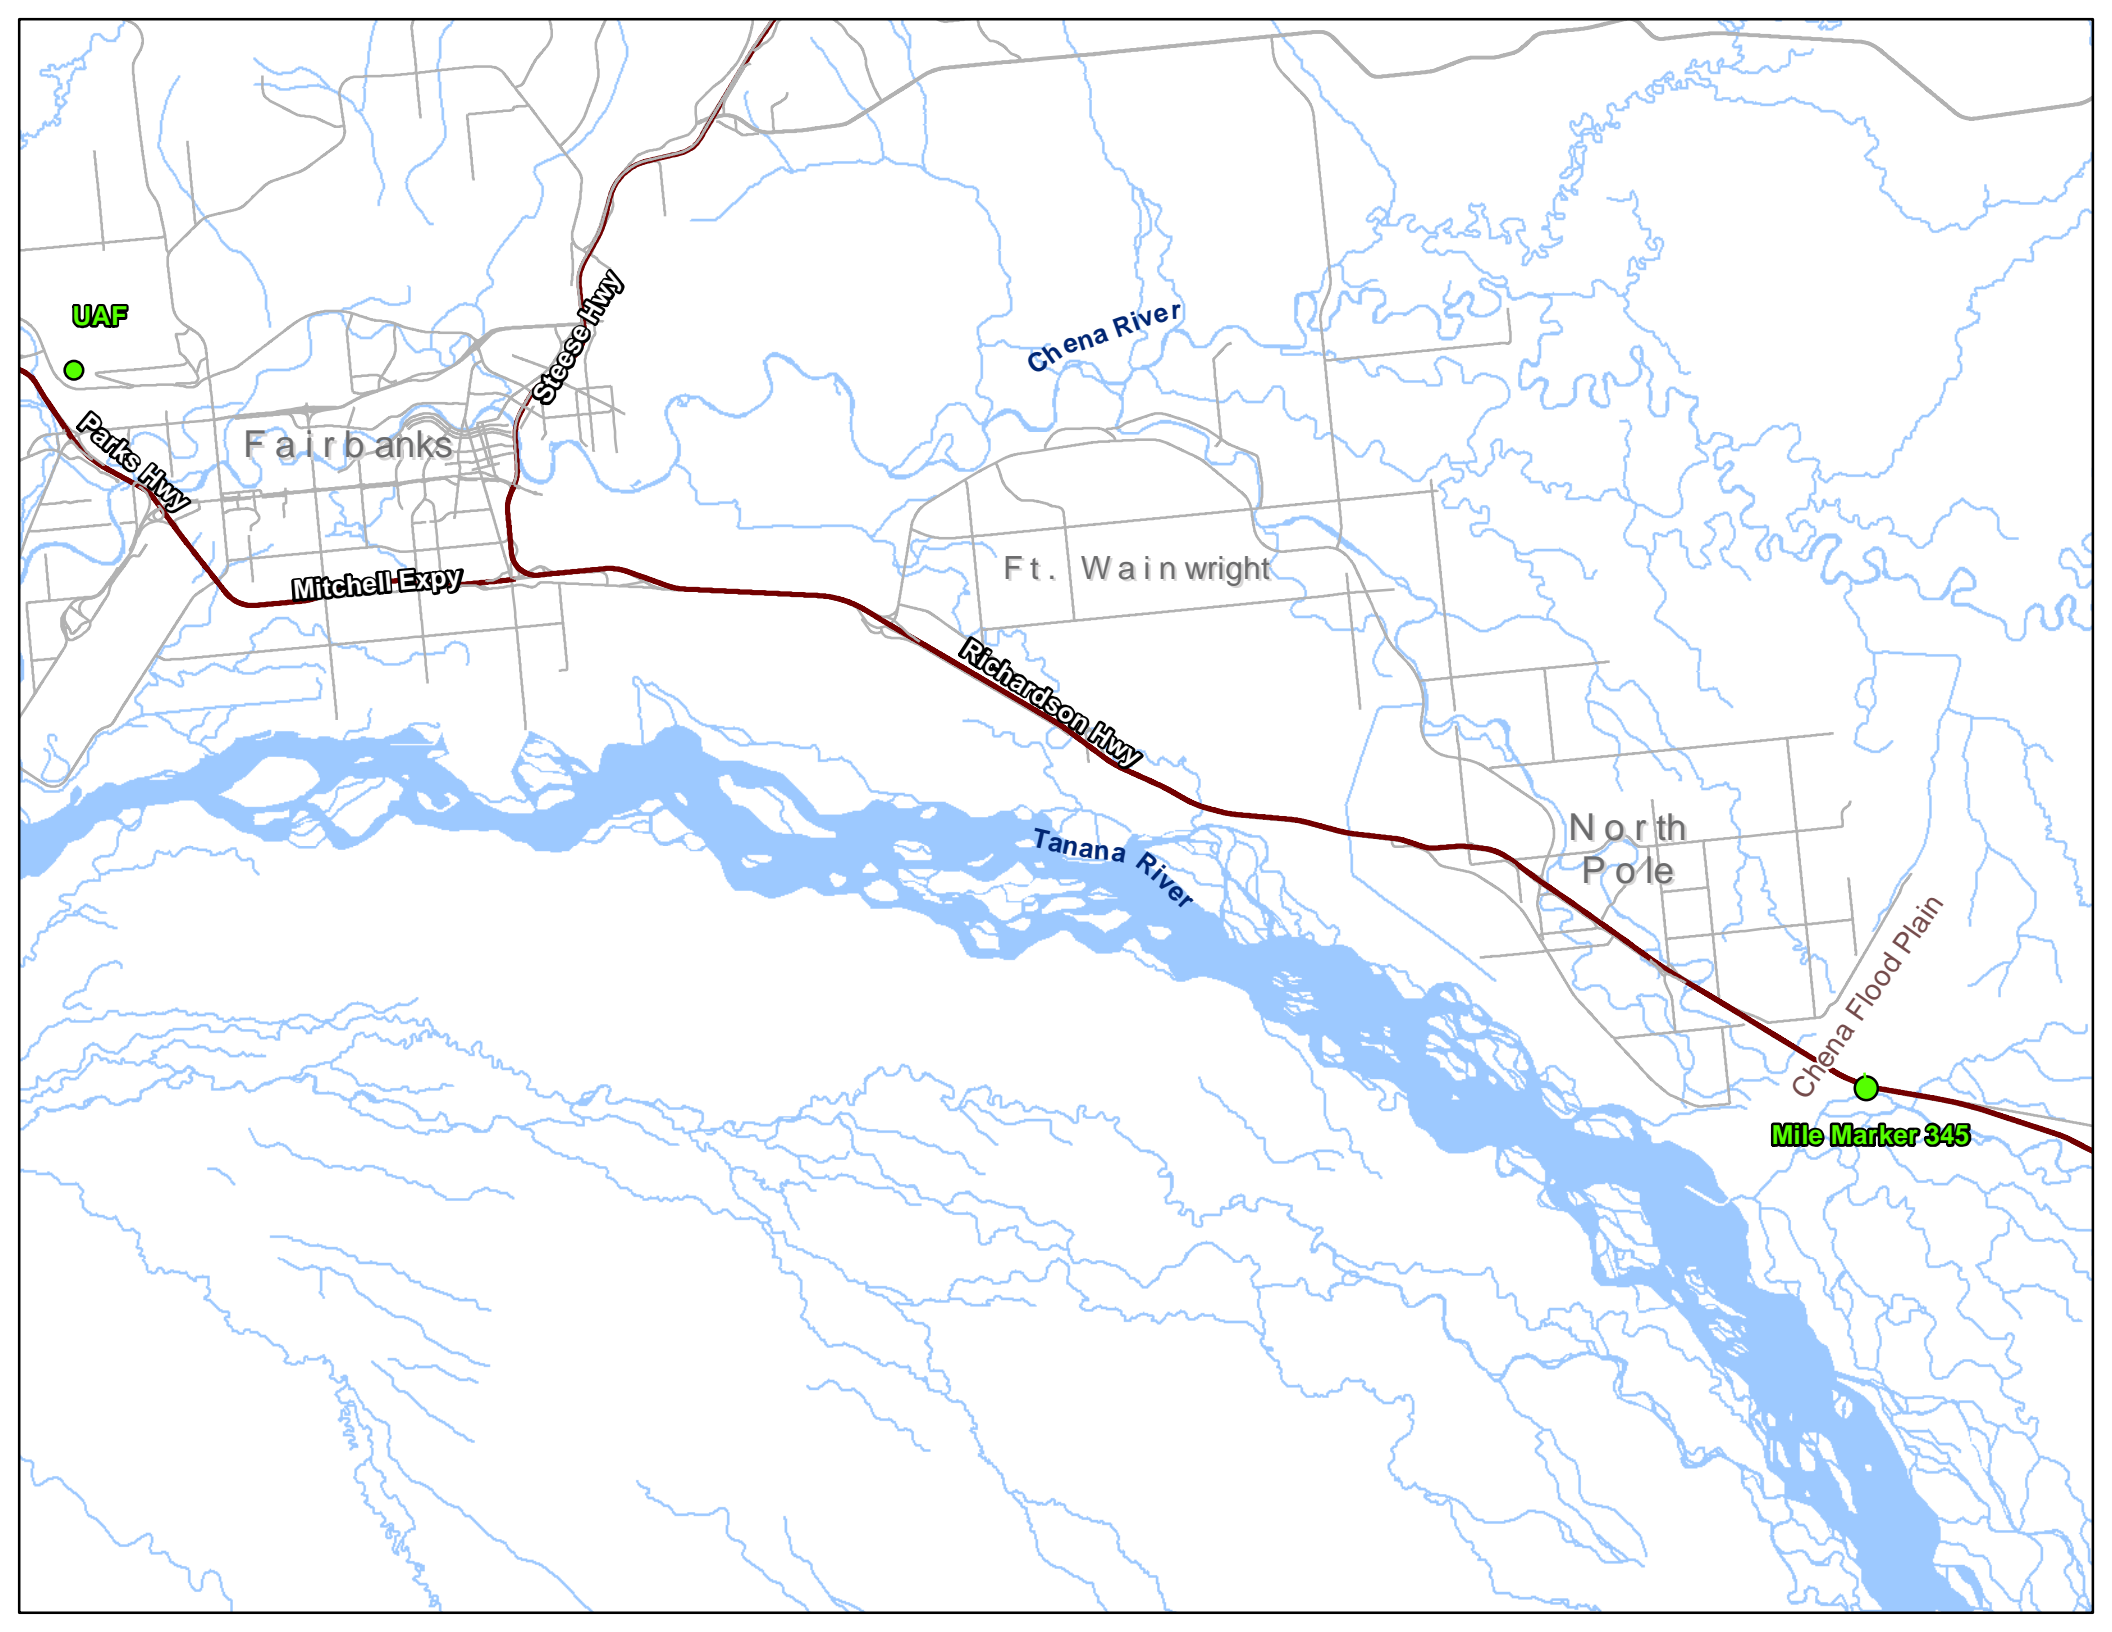 UAF
Steese Hwy
Chena River
Parks Hwy
Fairbanks
Mitchell Expy
Ft. Wainwright
Richardson Hwy
Tanana River
North
Pole
Chena Flood Plain
Mile Marker 345